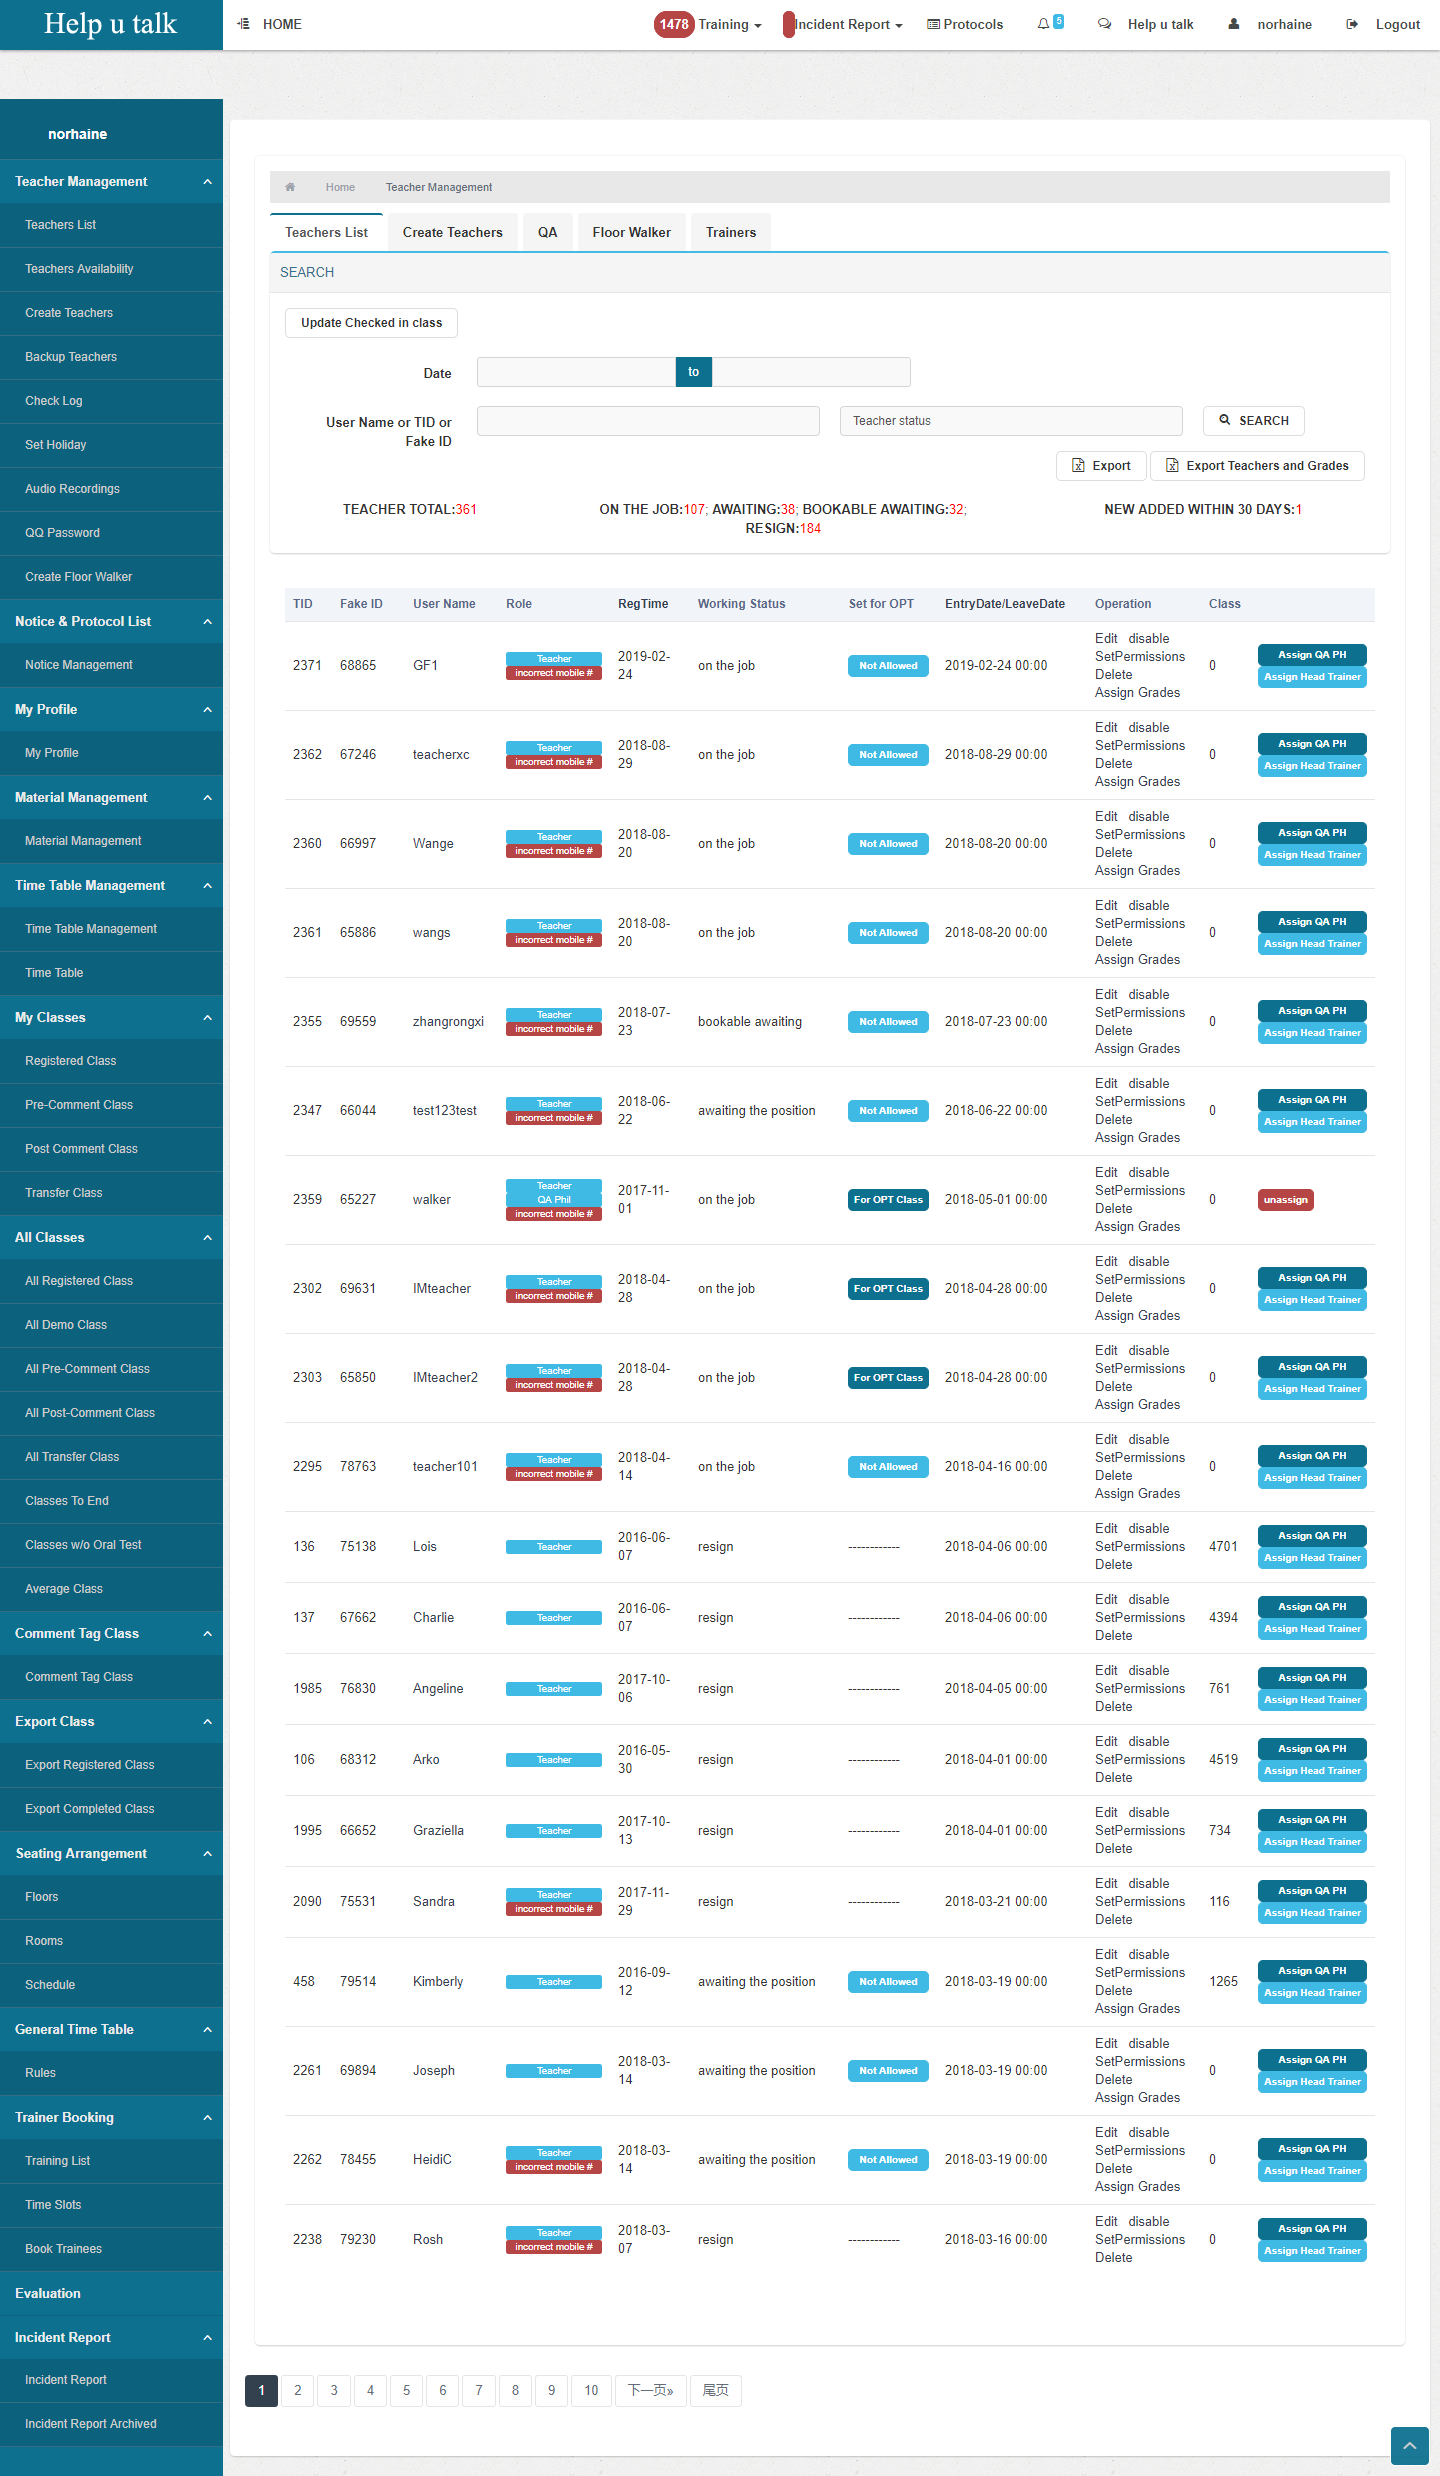 Help u talk
HOME
1478 Training
Incident Report
Protocols
5
Help u talk
norhaine
Logout
norhaine
Teacher Management
Teachers List
Teachers Availability
Create Teachers
Backup Teachers
Check Log
Set Holiday
Audio Recordings
QQ Password
Create Floor Walker
Notice & Protocol List
Notice Management
My Profile
My Profile
Material Management
Material Management
Time Table Management
Time Table Management
Time Table
My Classes
Registered Class
Pre-Comment Class
Post Comment Class
Transfer Class
All Classes
All Registered Class
All Demo Class
All Pre-Comment Class
All Post-Comment Class
All Transfer Class
Classes To End
Classes w/o Oral Test
Average Class
Comment Tag Class
Comment Tag Class
Export Class
Export Registered Class
Export Completed Class
Seating Arrangement
Floors
Rooms
Schedule
General Time Table
Rules
Trainer Booking
Training List
Time Slots
Book Trainees
Evaluation
Incident Report
Incident Report
Incident Report Archived
Home Teacher Management
Teachers List Create Teachers QA Floor Walker Trainers
SEARCH
Update Checked in class
Date to
User Name or TID or Fake ID
Teacher status
SEARCH
Export Export Teachers and Grades
TEACHER TOTAL:361
ON THE JOB:107; AWAITING:38; BOOKABLE AWAITING:32;
RESIGN:184
NEW ADDED WITHIN 30 DAYS:1
TID Fake ID User Name Role RegTime Working Status Set for OPT EntryDate/LeaveDate Operation Class
2371 68865 GF1 Teacher incorrect mobile # 2019-02-24 on the job Not Allowed 2019-02-24 00:00 Edit disable SetPermissions Delete Assign Grades 0 Assign QA PH Assign Head Trainer
2362 67246 teacherxc Teacher incorrect mobile # 2018-08-29 on the job Not Allowed 2018-08-29 00:00 Edit disable SetPermissions Delete Assign Grades 0 Assign QA PH Assign Head Trainer
2360 66997 Wange Teacher incorrect mobile # 2018-08-20 on the job Not Allowed 2018-08-20 00:00 Edit disable SetPermissions Delete Assign Grades 0 Assign QA PH Assign Head Trainer
2361 65886 wangs Teacher incorrect mobile # 2018-08-20 on the job Not Allowed 2018-08-20 00:00 Edit disable SetPermissions Delete Assign Grades 0 Assign QA PH Assign Head Trainer
2355 69559 zhangrongxi Teacher incorrect mobile # 2018-07-23 bookable awaiting Not Allowed 2018-07-23 00:00 Edit disable SetPermissions Delete Assign Grades 0 Assign QA PH Assign Head Trainer
2347 66044 test123test Teacher incorrect mobile # 2018-06-22 awaiting the position Not Allowed 2018-06-22 00:00 Edit disable SetPermissions Delete Assign Grades 0 Assign QA PH Assign Head Trainer
2359 65227 walker Teacher QA Phil incorrect mobile # 2017-11-01 on the job For OPT Class 2018-05-01 00:00 Edit disable SetPermissions Delete Assign Grades 0 unassign
2302 69631 IMteacher Teacher incorrect mobile # 2018-04-28 on the job For OPT Class 2018-04-28 00:00 Edit disable SetPermissions Delete Assign Grades 0 Assign QA PH Assign Head Trainer
2303 65850 IMteacher2 Teacher incorrect mobile # 2018-04-28 on the job For OPT Class 2018-04-28 00:00 Edit disable SetPermissions Delete Assign Grades 0 Assign QA PH Assign Head Trainer
2295 78763 teacher101 Teacher incorrect mobile # 2018-04-14 on the job Not Allowed 2018-04-16 00:00 Edit disable SetPermissions Delete Assign Grades 0 Assign QA PH Assign Head Trainer
136 75138 Lois Teacher 2016-06-07 resign ------------ 2018-04-06 00:00 Edit disable SetPermissions Delete 4701 Assign QA PH Assign Head Trainer
137 67662 Charlie Teacher 2016-06-07 resign ------------ 2018-04-06 00:00 Edit disable SetPermissions Delete 4394 Assign QA PH Assign Head Trainer
1985 76830 Angeline Teacher 2017-10-06 resign ------------ 2018-04-05 00:00 Edit disable SetPermissions Delete 761 Assign QA PH Assign Head Trainer
106 68312 Arko Teacher 2016-05-30 resign ------------ 2018-04-01 00:00 Edit disable SetPermissions Delete 4519 Assign QA PH Assign Head Trainer
1995 66652 Graziella Teacher 2017-10-13 resign ------------ 2018-04-01 00:00 Edit disable SetPermissions Delete 734 Assign QA PH Assign Head Trainer
2090 75531 Sandra Teacher incorrect mobile # 2017-11-29 resign ------------ 2018-03-21 00:00 Edit disable SetPermissions Delete 116 Assign QA PH Assign Head Trainer
458 79514 Kimberly Teacher 2016-09-12 awaiting the position Not Allowed 2018-03-19 00:00 Edit disable SetPermissions Delete Assign Grades 1265 Assign QA PH Assign Head Trainer
2261 69894 Joseph Teacher 2018-03-14 awaiting the position Not Allowed 2018-03-19 00:00 Edit disable SetPermissions Delete Assign Grades 0 Assign QA PH Assign Head Trainer
2262 78455 HeidiC Teacher incorrect mobile # 2018-03-14 awaiting the position Not Allowed 2018-03-19 00:00 Edit disable SetPermissions Delete Assign Grades 0 Assign QA PH Assign Head Trainer
2238 79230 Rosh Teacher incorrect mobile # 2018-03-07 resign ------------ 2018-03-16 00:00 Edit disable SetPermissions Delete 0 Assign QA PH Assign Head Trainer
1 2 3 4 5 6 7 8 9 10 下一页» 尾页